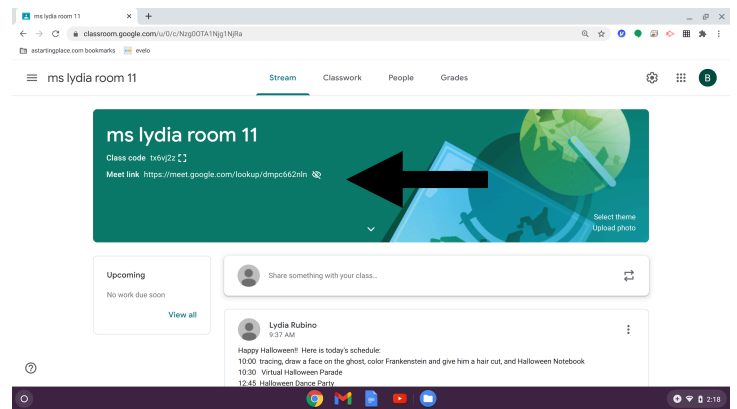 ms lydia room 11
classroom.google.com/u/0/c/Nzg0OTA1Njg1NjRa
astartingplace.com bookmarks evelo
ms lydia room 11 Stream Classwork People Grades B
ms lydia room 11
Class code tx6vj2z
Meet link https://meet.google.com/lookup/dmpc662nln
Select theme
Upload photo
Upcoming
No work due soon
View all
Share something with your class...
Lydia Rubino
9:37 AM
Happy Halloween!! Here is today's schedule:
10:00 tracing, draw a face on the ghost, color Frankenstein and give him a hair cut, and Halloween Notebook
10:30 Virtual Halloween Parade
12:45 Halloween Dance Party
2:18